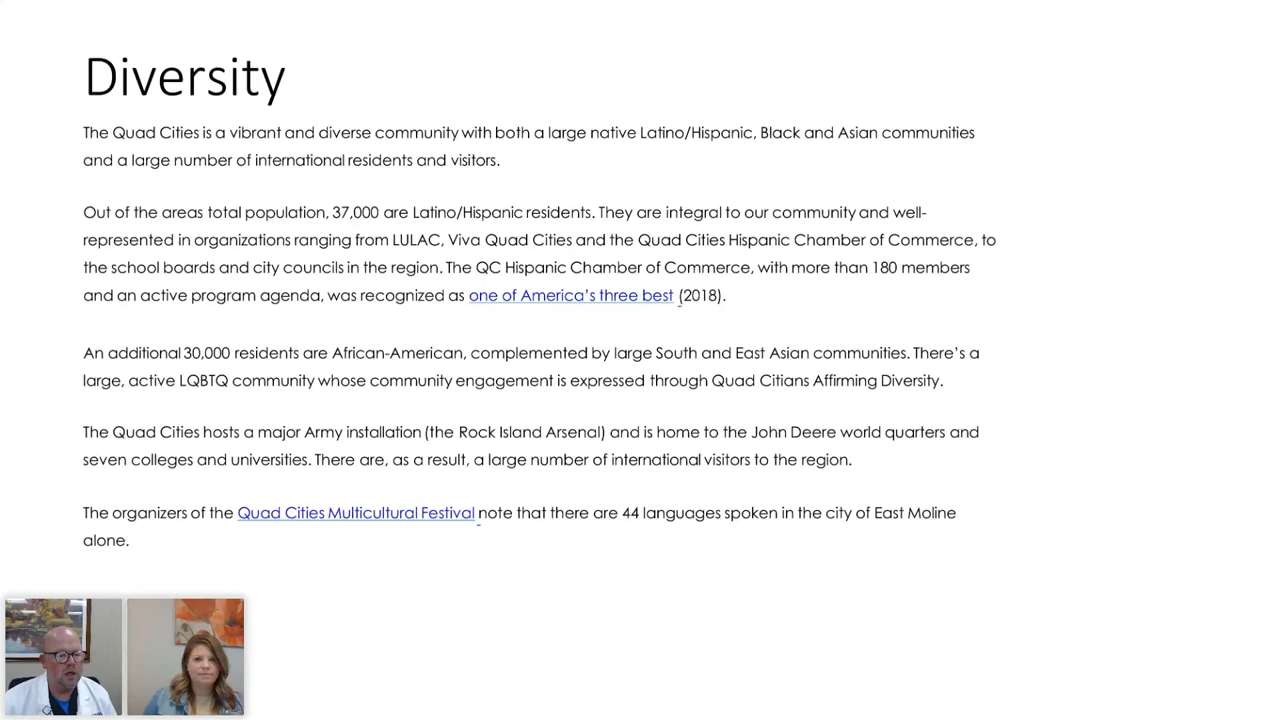 Diversity
The Quad Cities is a vibrant and diverse community with both a large native Latino/Hispanic, Black and Asian communities
and a large number of international residents and visitors.
Out of the areas total population, 37,000 are Latino/Hispanic residents. They are integral to our community and well-
represented in organizations ranging from LULAC, Viva Quad Cities and the Quad Cities Hispanic Chamber of Commerce, to
the school boards and city councils in the region. The QC Hispanic Chamber of Commerce, with more than 180 members
and an active program agenda, was recognized as one of America's three best (2018).
An additional 30,000 residents are African-American, complemented by large South and East Asian communities. There's a
large, active LQBTQ community whose community engagement is expressed through Quad Citians Affirming Diversity.
The Quad Cities hosts a major Army installation (the Rock Island Arsenal) and is home to the John Deere world quarters and
seven colleges and universities. There are, as a result, a large number of international visitors to the region.
The organizers of the Quad Cities Multicultural Festival note that there are 44 languages spoken in the city of East Moline
alone.